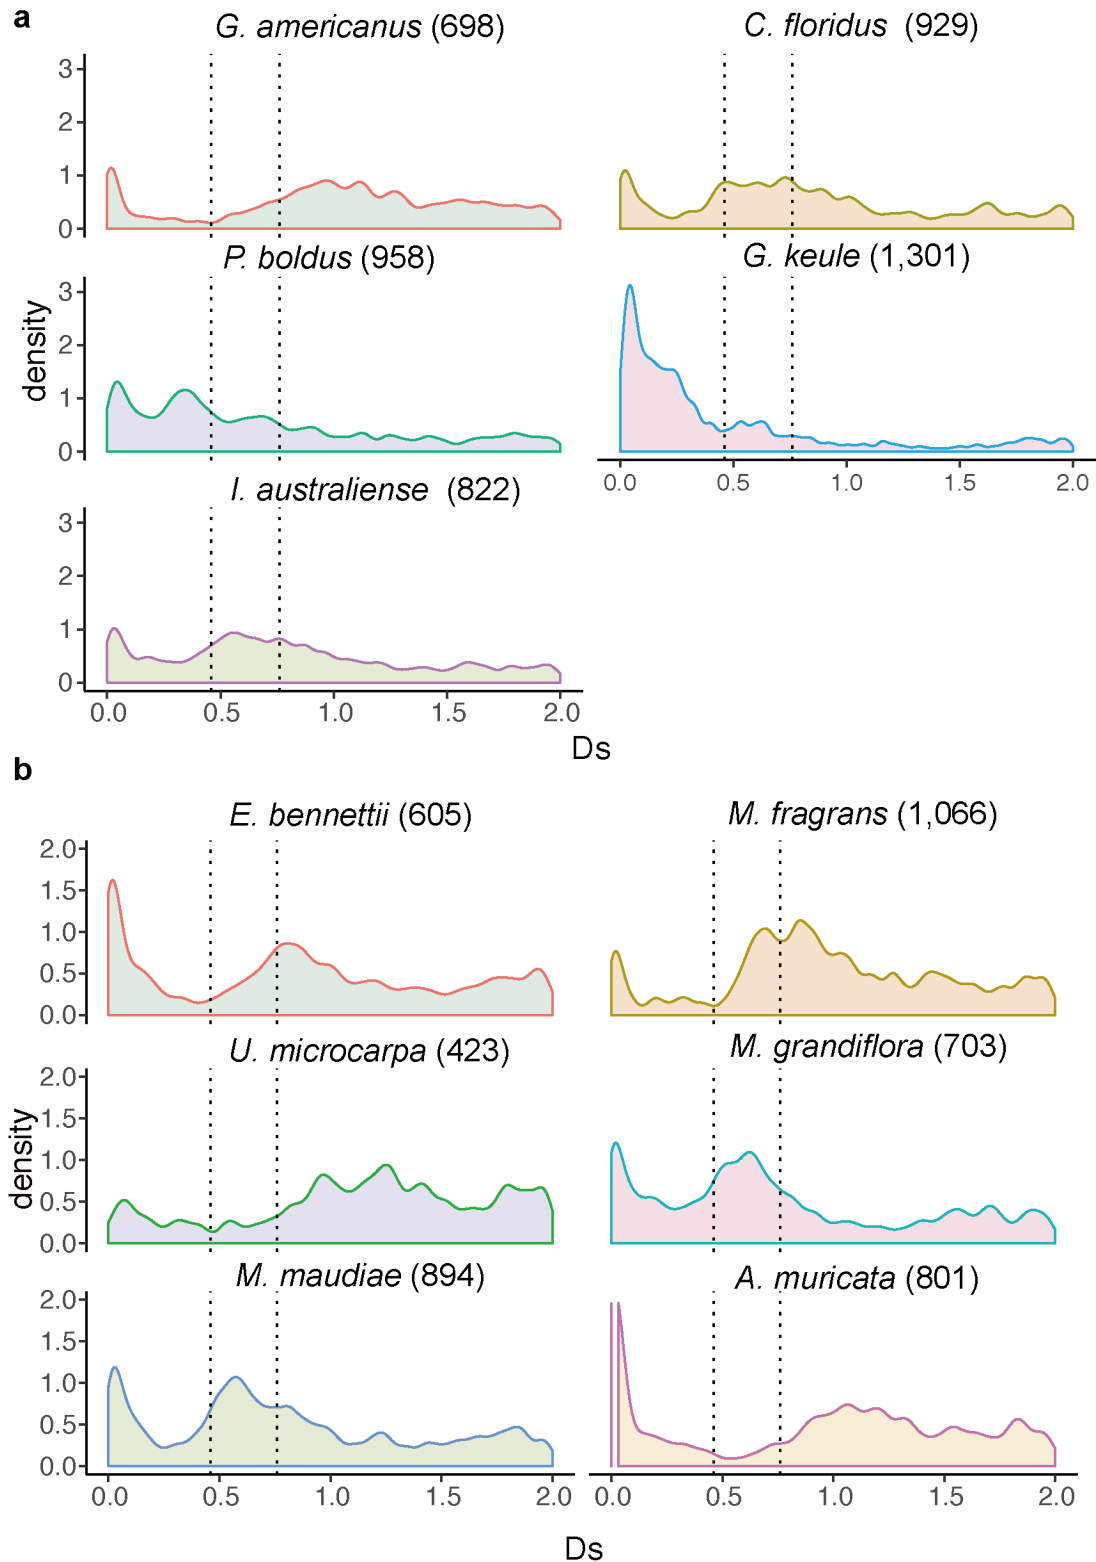 a
G. americanus (698)
C. floridus (929)
3
2
1
0
P. boldus (958)
G. keule (1,301)
density
3
2
1
0
0.0 0.5 1.0 1.5 2.0
I. australiense (822)
3
2
1
0
0.0 0.5 1.0 1.5 2.0
Ds
b
E. bennettii (605)
M. fragrans (1,066)
2.0
1.5
1.0
0.5
0.0
U. microcarpa (423)
M. grandiflora (703)
density
2.0
1.5
1.0
0.5
0.0
M. maudiae (894)
A. muricata (801)
2.0
1.5
1.0
0.5
0.0
0.0 0.5 1.0 1.5 2.0
0.0 0.5 1.0 1.5 2.0
Ds